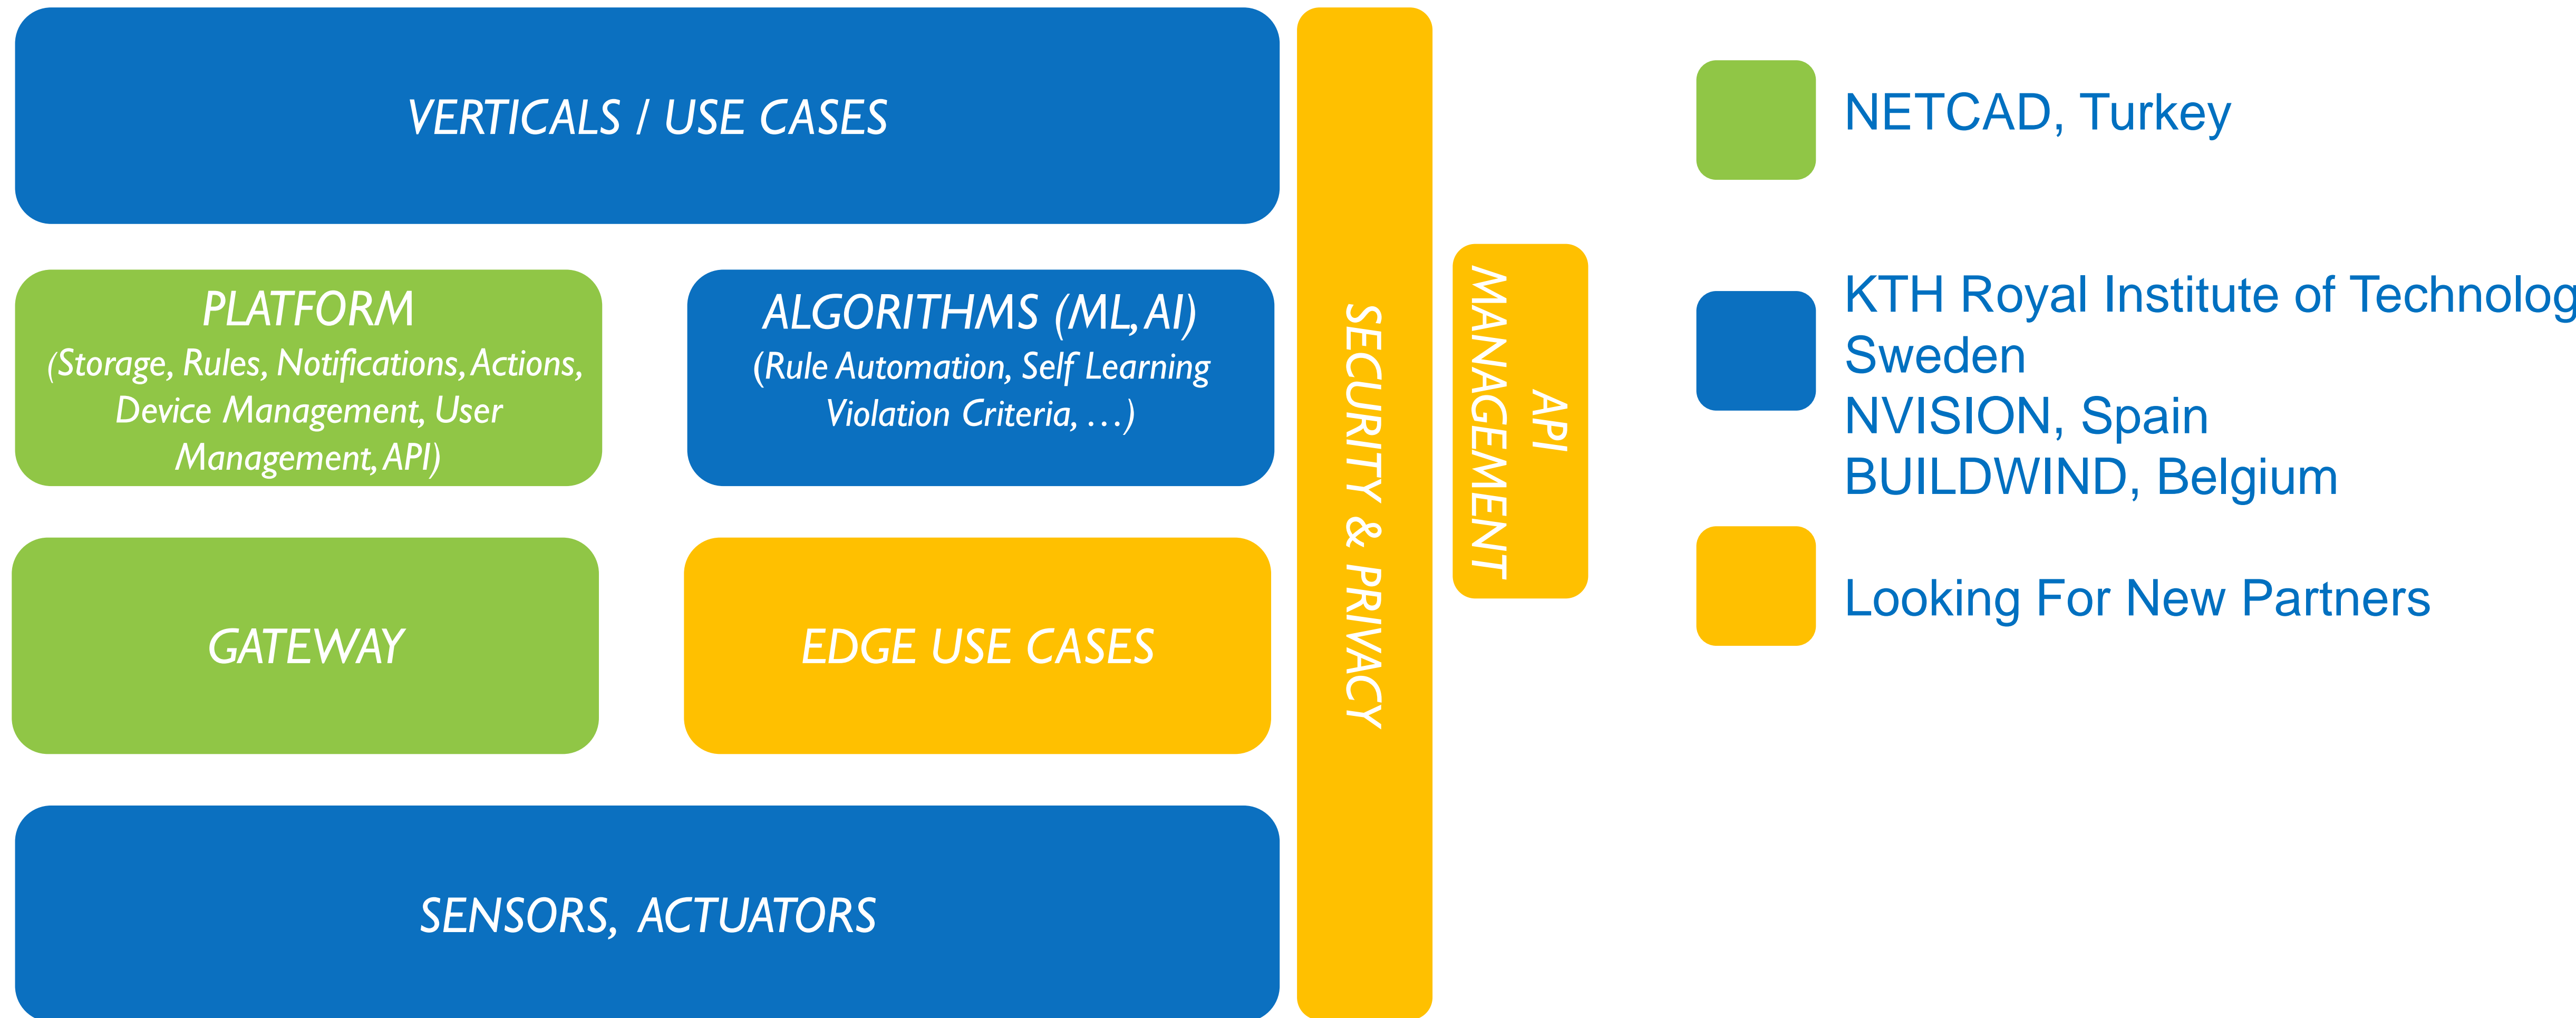 VERTICALS / USE CASES
PLATFORM
(Storage, Rules, Notifications, Actions,
Device Management, User
Management, API)
ALGORITHMS (ML, AI)
(Rule Automation, Self Learning
Violation Criteria, …)
GATEWAY
EDGE USE CASES
SENSORS, ACTUATORS
SECURITY & PRIVACY
API
MANAGEMENT
NETCAD, Turkey
KTH Royal Institute of Technolog
Sweden
NVISION, Spain
BUILDWIND, Belgium
Looking For New Partners